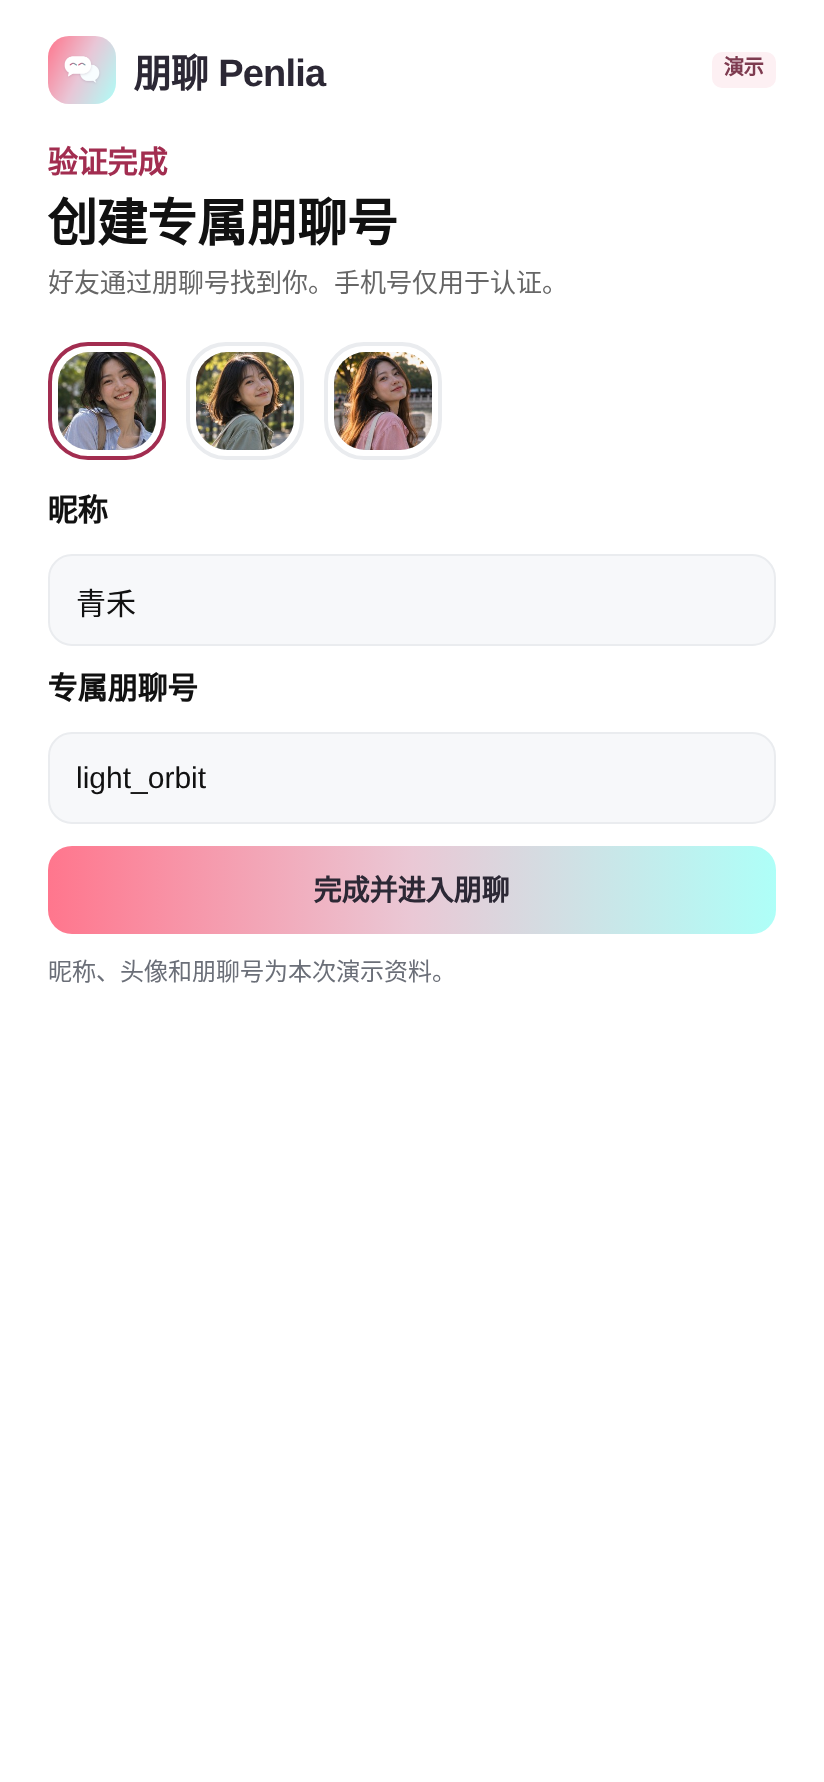 朋聊 Penlia
演示
验证完成
创建专属朋聊号
好友通过朋聊号找到你。手机号仅用于认证。
昵称
青禾
专属朋聊号
light_orbit
完成并进入朋聊
昵称、头像和朋聊号为本次演示资料。